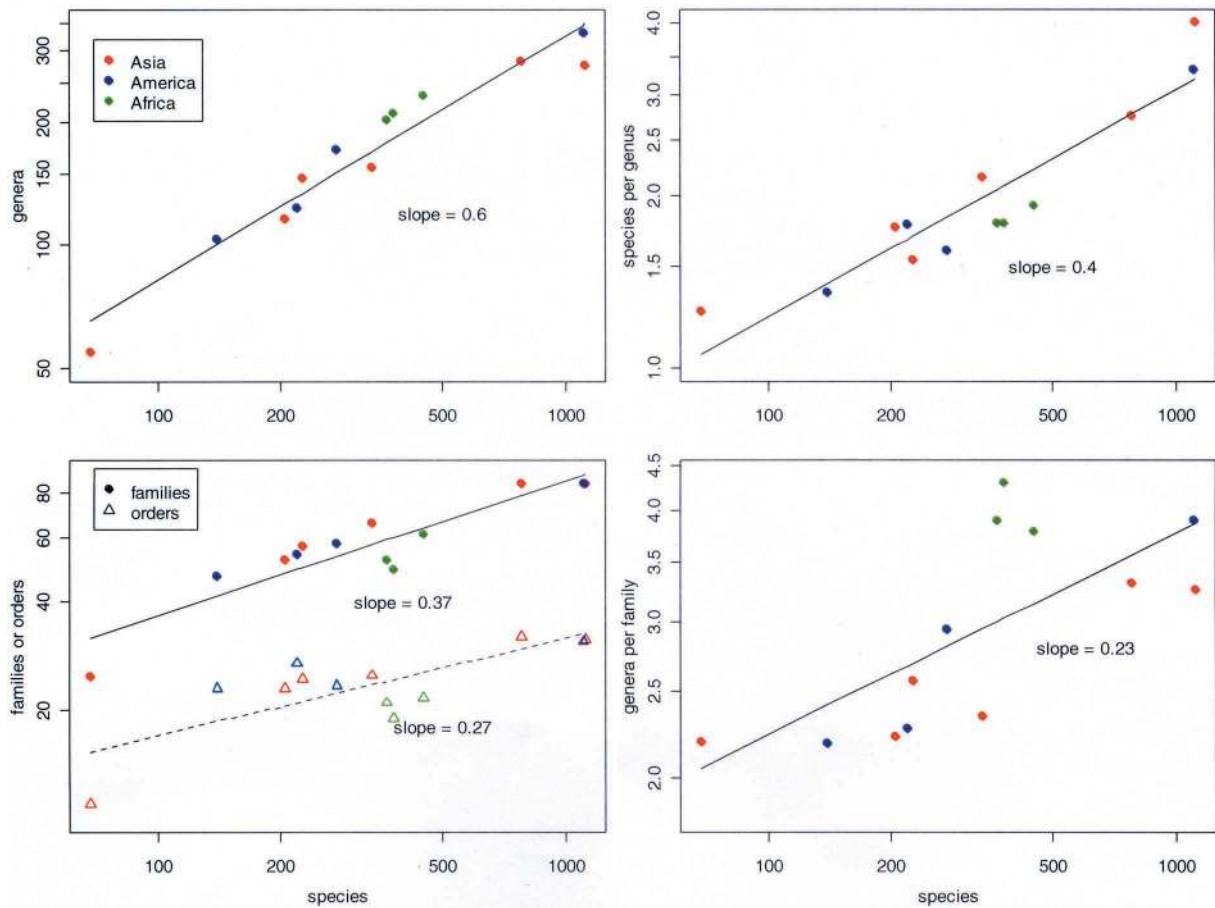 genera
300
200
150
100
50
Asia
America
Africa
slope = 0.6
100 200 500 1000
species per genus
4.0
3.0
2.5
2.0
1.5
1.0
slope = 0.4
100 200 500 1000
families or orders
80
60
40
20
families
orders
slope = 0.37
slope = 0.27
100 200 500 1000
species
genera per family
4.5
4.0
3.5
3.0
2.5
2.0
slope = 0.23
100 200 500 1000
species